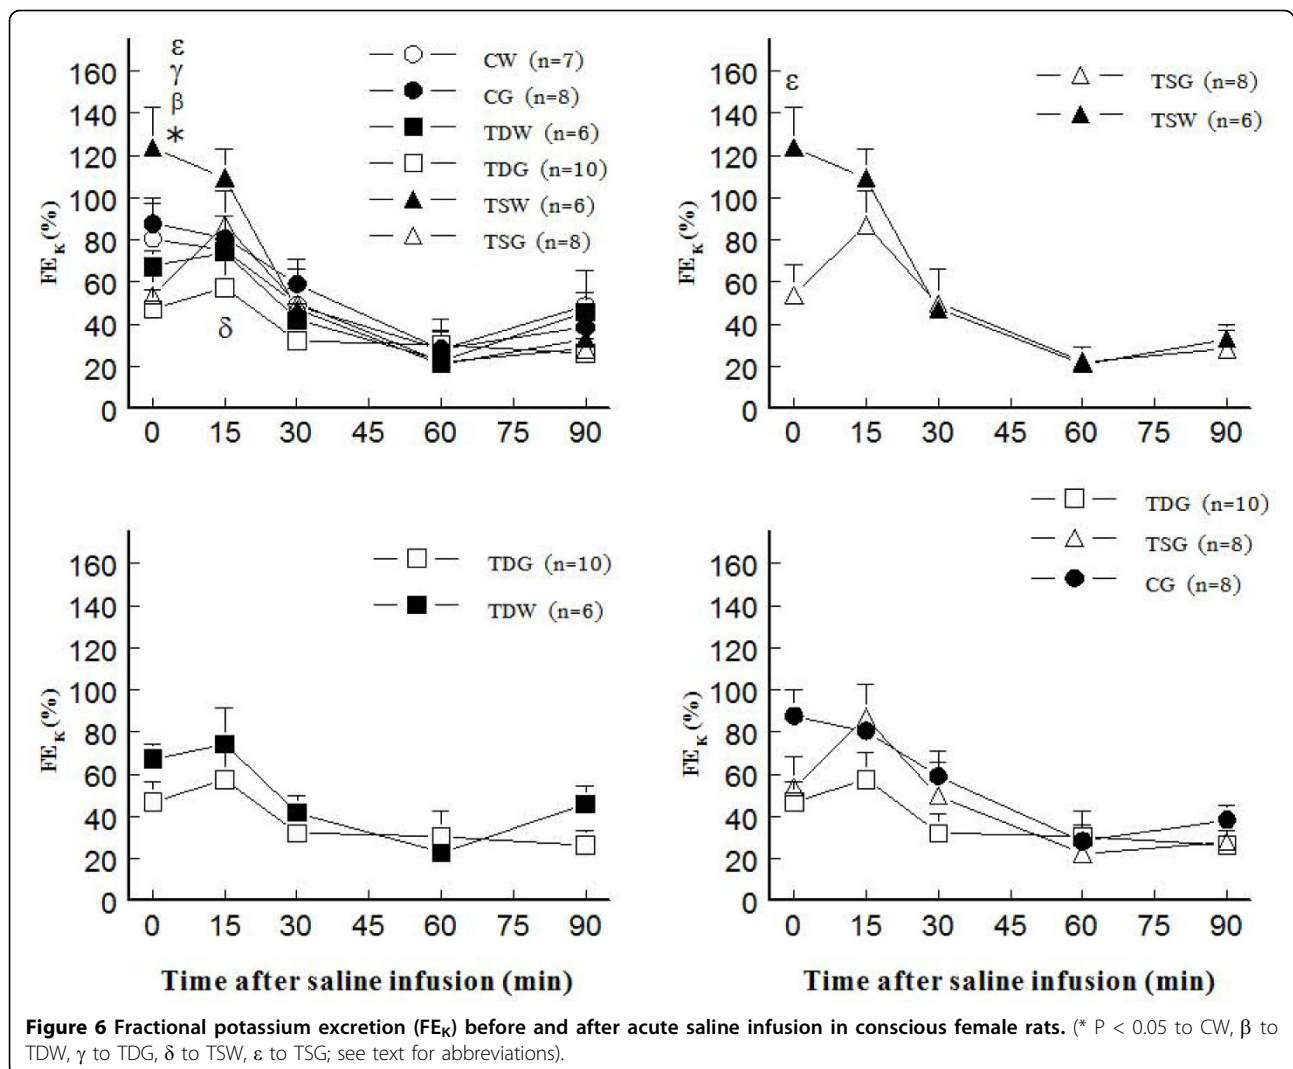 ε
γ
β
*
160
140
120
100
80
60
40
20
0
FEK(%)
0 15 30 45 60 75 90
CW (n=7)
CG (n=8)
TDW (n=6)
TDG (n=10)
TSW (n=6)
TSG (n=8)
δ
ε
160
140
120
100
80
60
40
20
0
FEK(%)
0 15 30 45 60 75 90
TSG (n=8)
TSW (n=6)
160
140
120
100
80
60
40
20
0
FEK(%)
0 15 30 45 60 75 90
TDG (n=10)
TDW (n=6)
Time after saline infusion (min)
160
140
120
100
80
60
40
20
0
FEK(%)
0 15 30 45 60 75 90
TDG (n=10)
TSG (n=8)
CG (n=8)
Time after saline infusion (min)
Figure 6 Fractional potassium excretion (FEK) before and after acute saline infusion in conscious female rats. (* P < 0.05 to CW, β to
TDW, γ to TDG, δ to TSW, ε to TSG; see text for abbreviations).